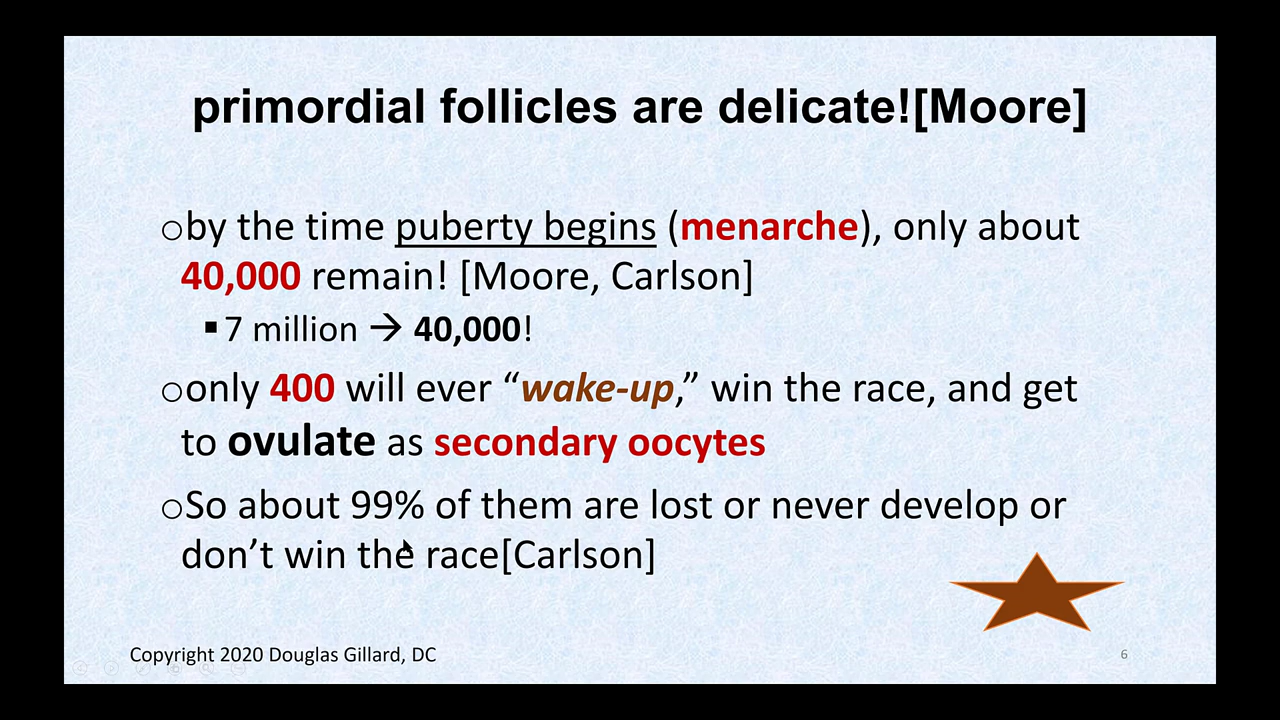 primordial follicles are delicate![Moore]
oby the time puberty begins (menarche), only about
40,000 remain! [Moore, Carlson]
▪7 million → 40,000!
oonly 400 will ever “wake-up,” win the race, and get
to ovulate as secondary oocytes
oSo about 99% of them are lost or never develop or
don’t win the race[Carlson]
Copyright 2020 Douglas Gillard, DC
6